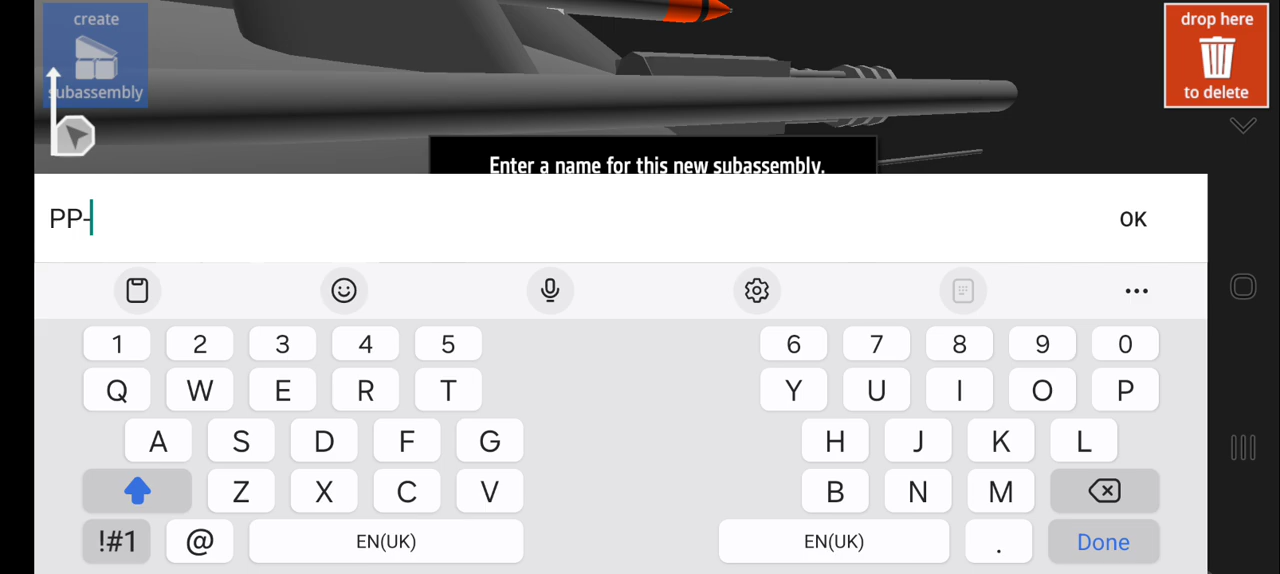 create
subassembly
drop here
to delete
Enter a name for this new subassembly.
PP-
OK
1 2 3 4 5 6 7 8 9 0
Q W E R T Y U I O P
A S D F G H J K L
Z X C V B N M
!#1 @ EN(UK) EN(UK) . Done